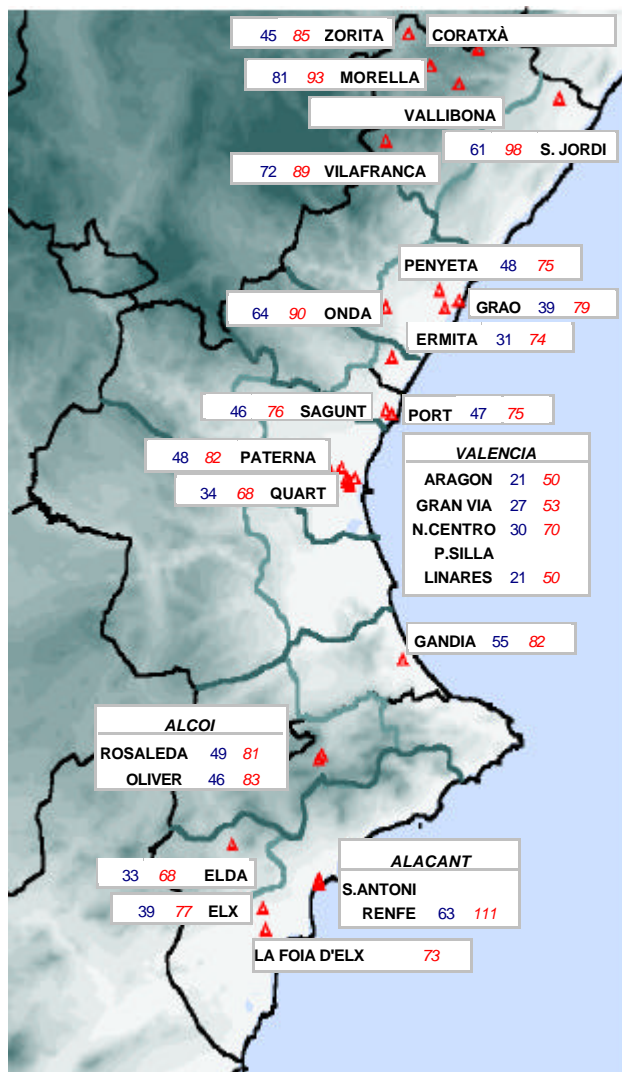 45 85 ZORITA
CORATXÀ
81 93 MORELLA
VALLIBONA
61 98 S. JORDI
72 89 VILAFRANCA
PENYETA 48 75
64 90 ONDA
GRAO 39 79
ERMITA 31 74
46 76 SAGUNT
PORT 47 75
48 82 PATERNA
34 68 QUART
VALENCIA
ARAGON 21 50
GRAN VIA 27 53
N.CENTRO 30 70
P.SILLA
LINARES 21 50
GANDIA 55 82
ALCOI
ROSALEDA 49 81
OLIVER 46 83
33 68 ELDA
39 77 ELX
ALACANT
S.ANTONI
RENFE 63 111
LA FOIA D'ELX 73